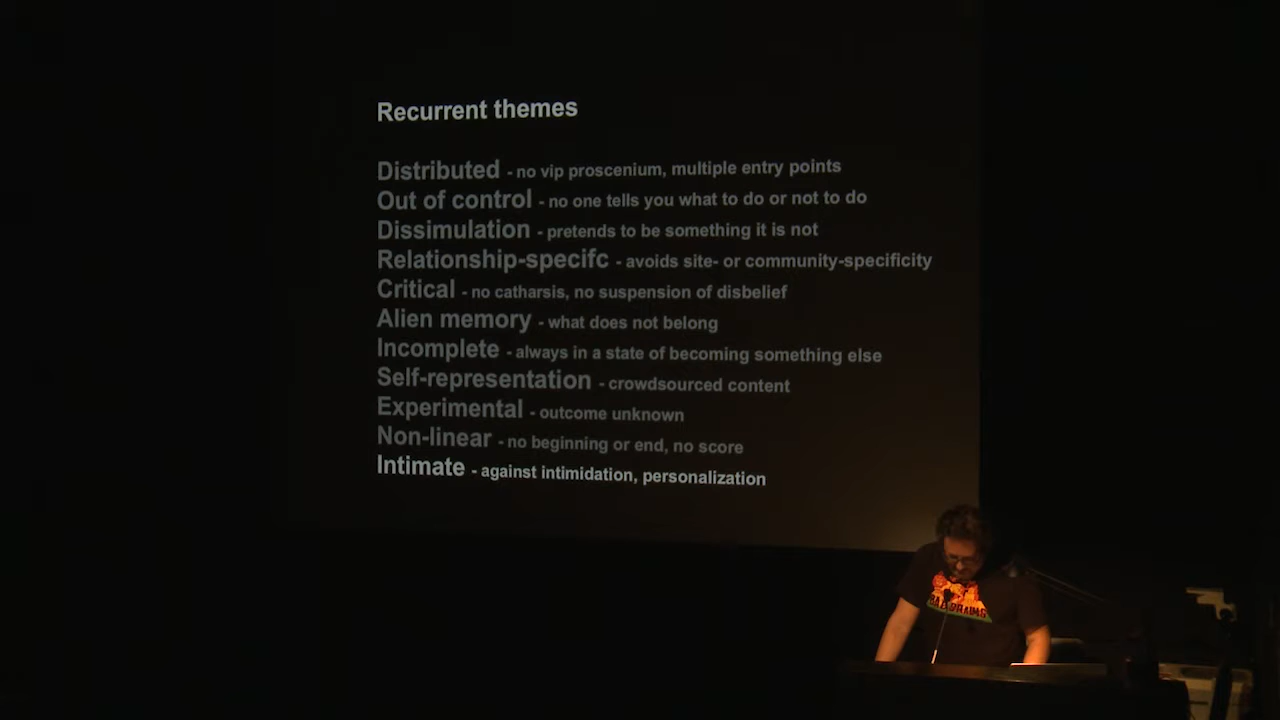 Recurrent themes
Distributed - no vip proscenium, multiple entry points
Out of control - no one tells you what to do or not to do
Dissimulation - pretends to be something it is not
Relationship-specifc - avoids site- or community-specificity
Critical - no catharsis, no suspension of disbelief
Alien memory - what does not belong
Incomplete - always in a state of becoming something else
Self-representation - crowdsourced content
Experimental - outcome unknown
Non-linear - no beginning or end, no score
Intimate - against intimidation, personalization
BAD BRAINS